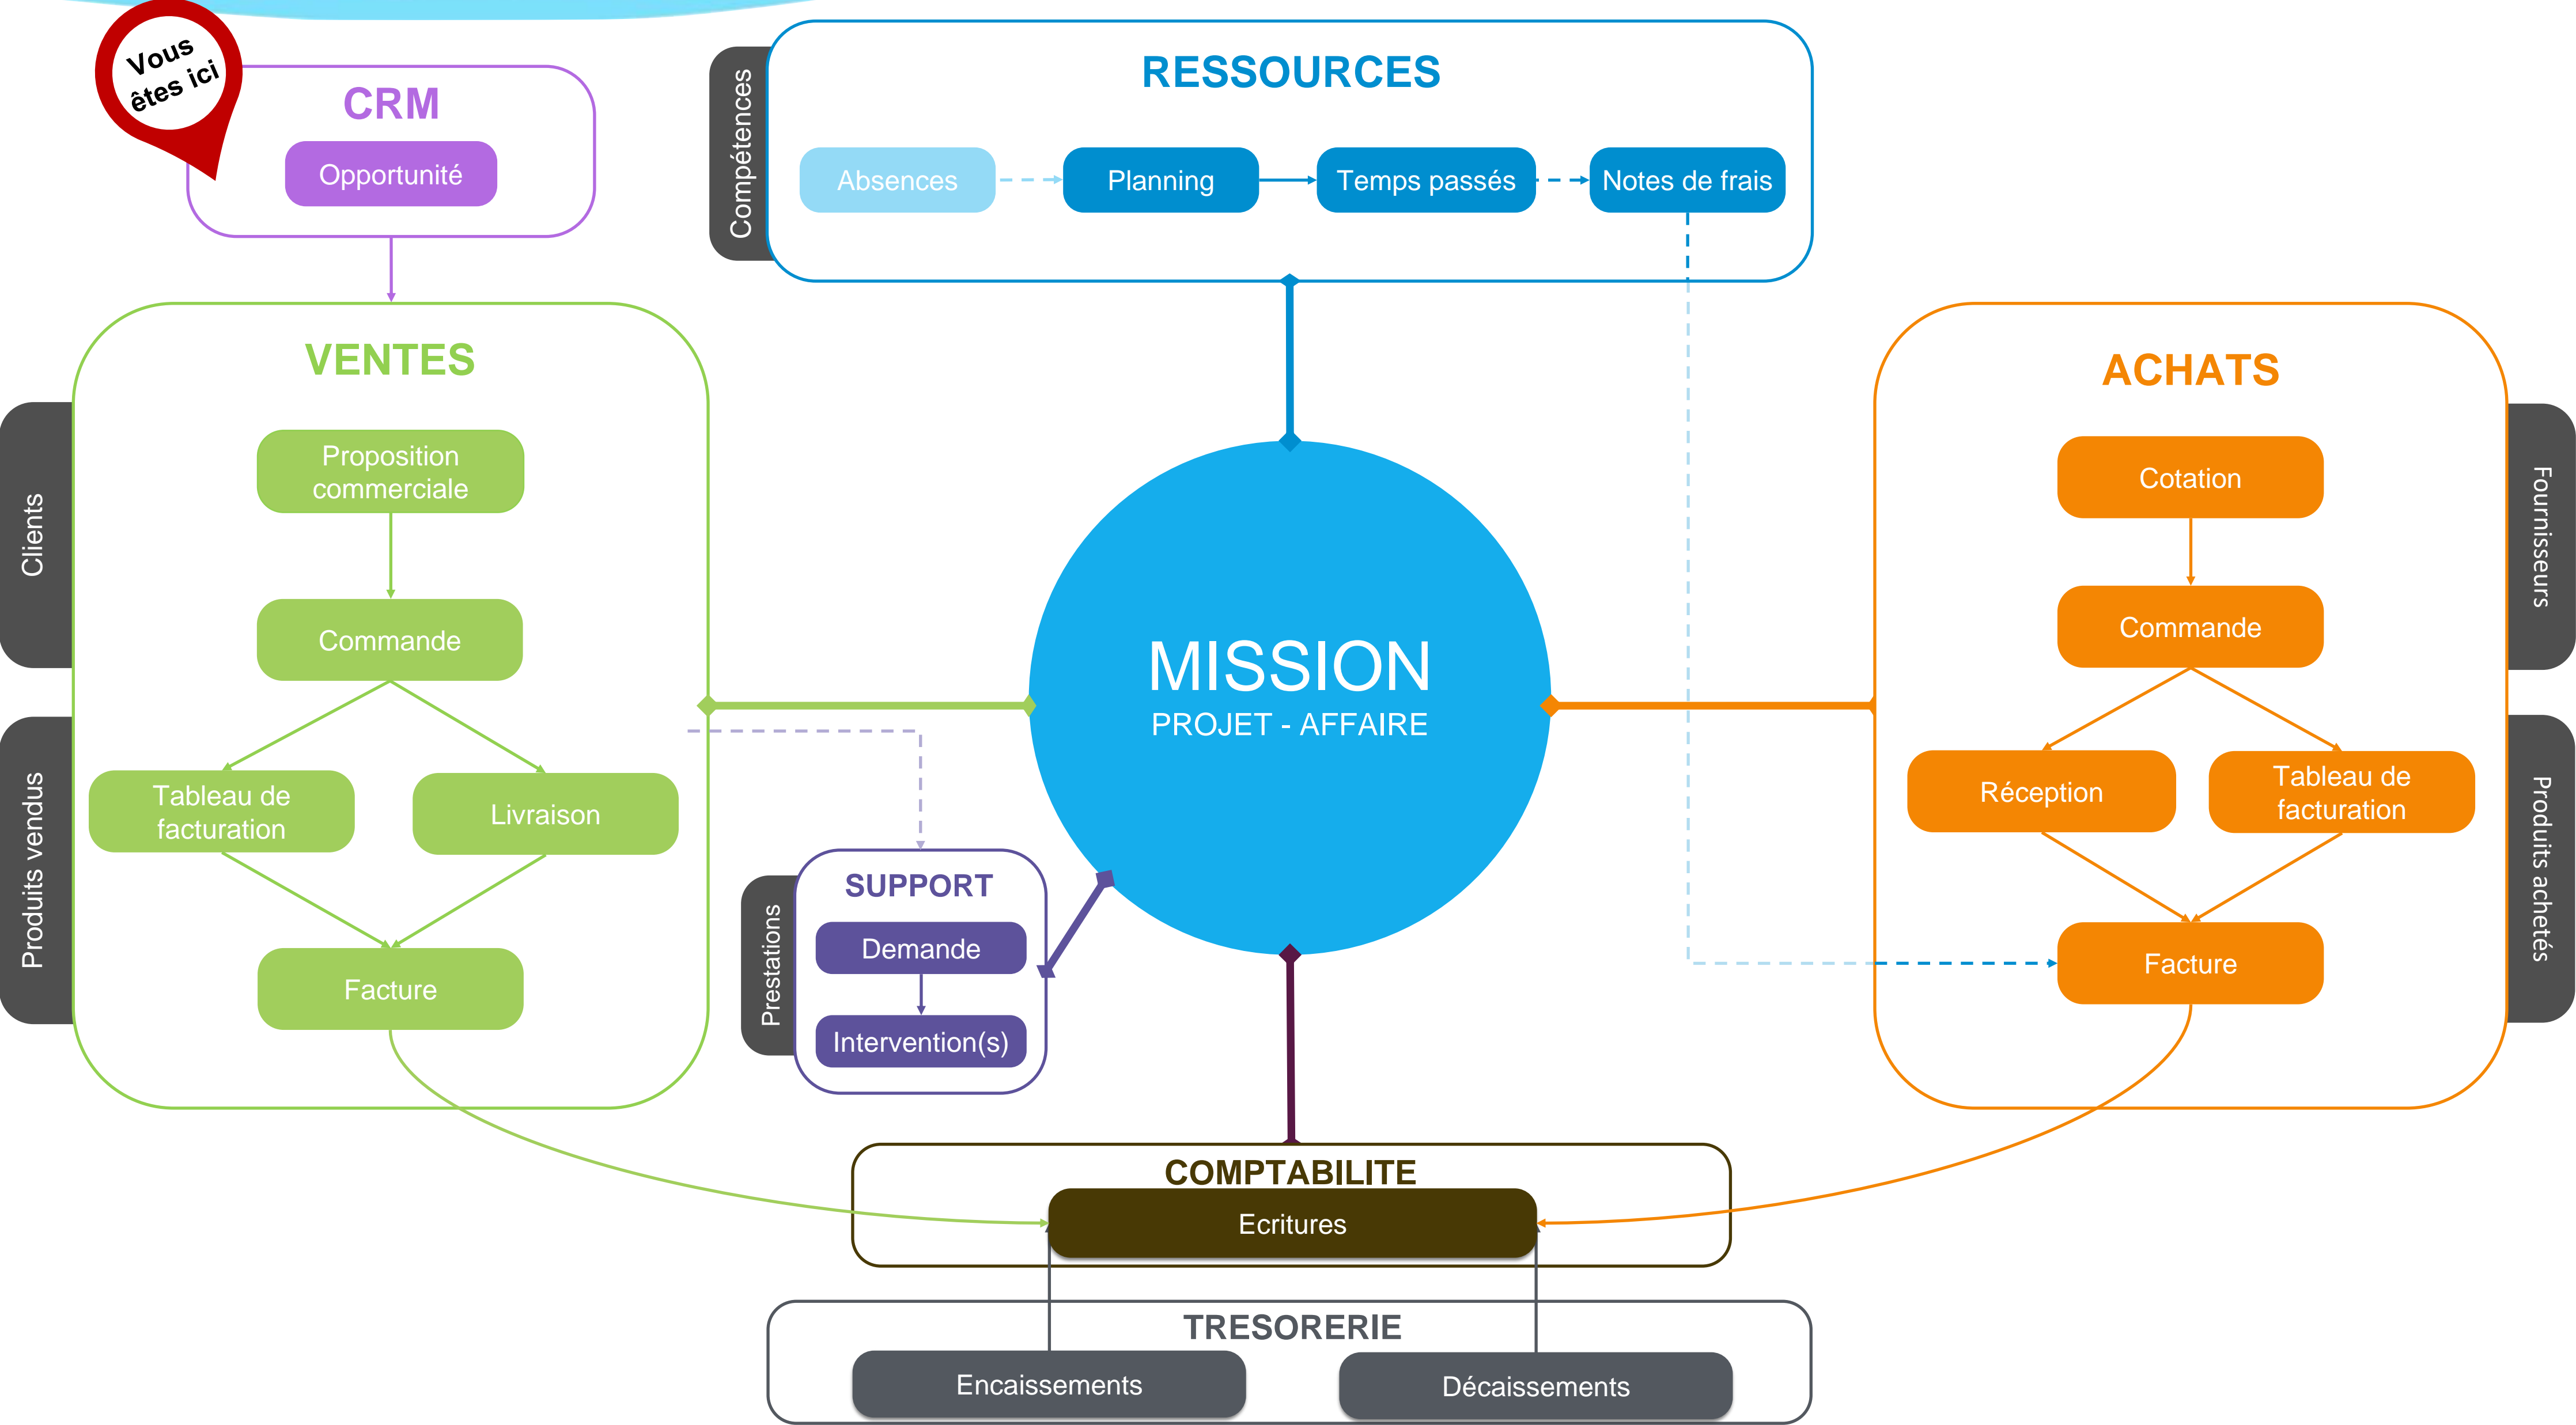 Vous
êtes ici
CRM
Opportunité
Compétences
RESSOURCES
Absences
Planning
Temps passés
Notes de frais
VENTES
Clients
Produits vendus
Proposition
commerciale
Commande
Tableau de
facturation
Livraison
Facture
MISSION
PROJET - AFFAIRE
ACHATS
Fournisseurs
Produits achetés
Cotation
Commande
Réception
Tableau de
facturation
Facture
Prestations
SUPPORT
Demande
Intervention(s)
COMPTABILITE
Ecritures
TRESORERIE
Encaissements
Décaissements